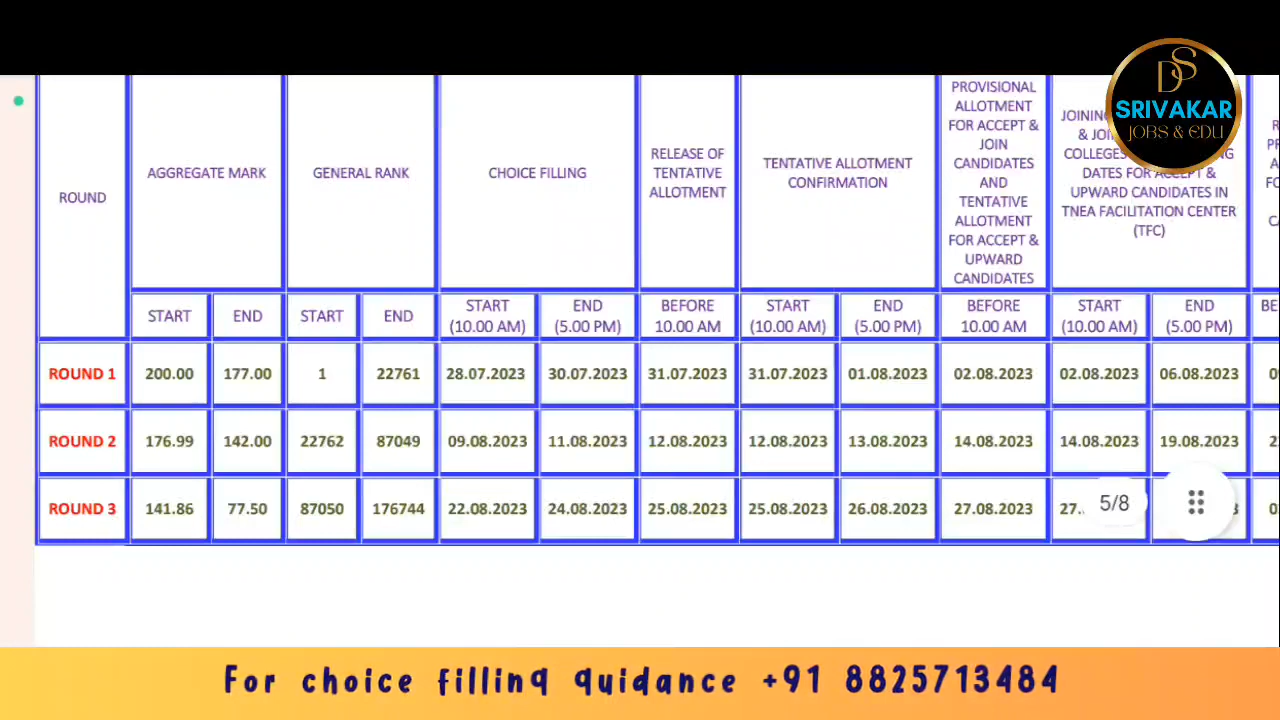 DS
SRIVAKAR
JOBS & EDU
ROUND
AGGREGATE MARK
GENERAL RANK
CHOICE FILLING
RELEASE OF
TENTATIVE
ALLOTMENT
TENTATIVE ALLOTMENT
CONFIRMATION
PROVISIONAL
ALLOTMENT
FOR ACCEPT &
JOIN
CANDIDATES
AND
TENTATIVE
ALLOTMENT
FOR ACCEPT &
UPWARD
CANDIDATES
JOINING
& JOI
COLLEGES
DATES FOR ACCEPT &
UPWARD CANDIDATES IN
TNEA FACILITATION CENTER
(TFC)
START END START END START (10.00 AM) END (5.00 PM) BEFORE 10.00 AM START (10.00 AM) END (5.00 PM) BEFORE 10.00 AM START (10.00 AM) END (5.00 PM)
ROUND 1 200.00 177.00 1 22761 28.07.2023 30.07.2023 31.07.2023 31.07.2023 01.08.2023 02.08.2023 02.08.2023 06.08.2023
ROUND 2 176.99 142.00 22762 87049 09.08.2023 11.08.2023 12.08.2023 12.08.2023 13.08.2023 14.08.2023 14.08.2023 19.08.2023
ROUND 3 141.86 77.50 87050 176744 22.08.2023 24.08.2023 25.08.2023 25.08.2023 26.08.2023 27.08.2023 27.
5/8
For choice filling guidance +91 8825713484